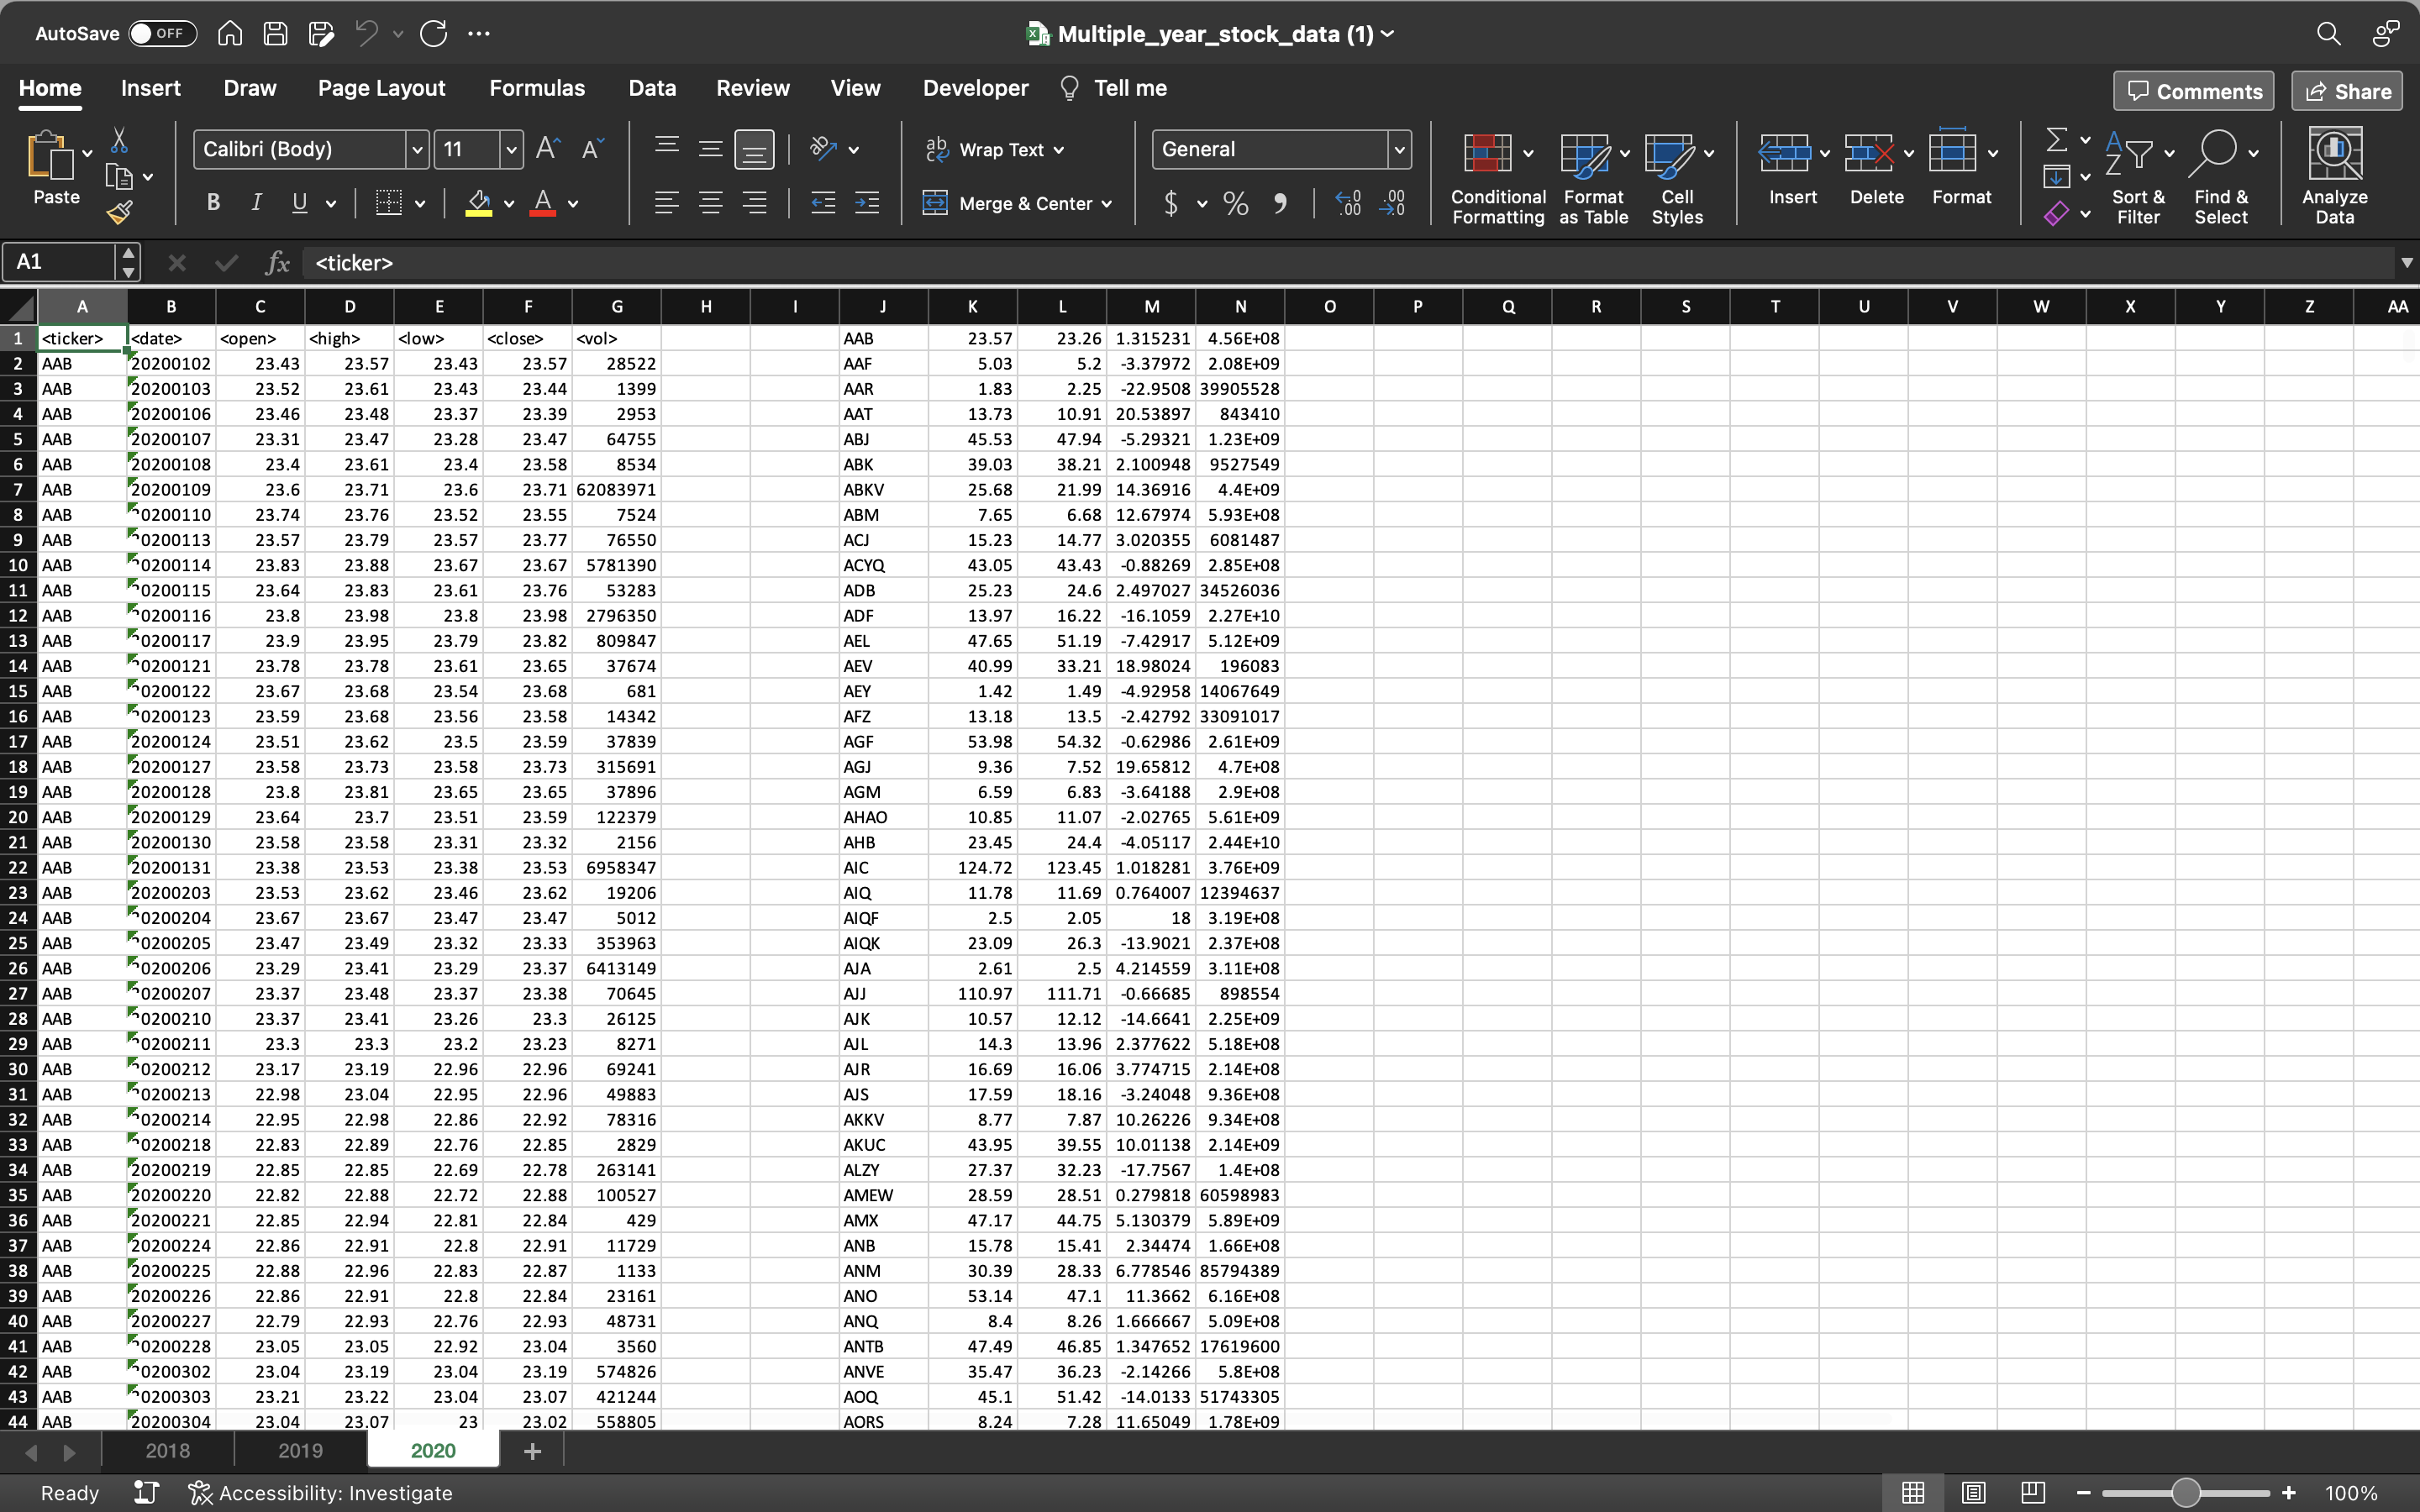 AutoSave OFF Multiple_year_stock_data (1)
Home Insert Draw Page Layout Formulas Data Review View Developer Tell me Comments Share
Paste Calibri (Body) 11 Wrap Text Merge & Center General Conditional Formatting Format as Table Cell Styles Insert Delete Format Sort & Filter Find & Select Analyze Data
A1 fx <ticker>
A B C D E F G H I J K L M N O P Q R S T U V W X Y Z AA
1 <ticker> <date> <open> <high> <low> <close> <vol> AAB 23.57 23.26 1.315231 4.56E+08
2 AAB 20200102 23.43 23.57 23.43 23.57 28522 AAF 5.03 5.2 -3.37972 2.08E+09
3 AAB 20200103 23.52 23.61 23.43 23.44 1399 AAR 1.83 2.25 -22.9508 39905528
4 AAB 20200106 23.46 23.48 23.37 23.39 2953 AAT 13.73 10.91 20.53897 843410
5 AAB 20200107 23.31 23.47 23.28 23.47 64755 ABJ 45.53 47.94 -5.29321 1.23E+09
6 AAB 20200108 23.4 23.61 23.4 23.58 8534 ABK 39.03 38.21 2.100948 9527549
7 AAB 20200109 23.6 23.71 23.6 23.71 62083971 ABKV 25.68 21.99 14.36916 4.4E+09
8 AAB 20200110 23.74 23.76 23.52 23.55 7524 ABM 7.65 6.68 12.67974 5.93E+08
9 AAB 20200113 23.57 23.79 23.57 23.77 76550 ACJ 15.23 14.77 3.020355 6081487
10 AAB 20200114 23.83 23.88 23.67 23.67 5781390 ACYQ 43.05 43.43 -0.88269 2.85E+08
11 AAB 20200115 23.64 23.83 23.61 23.76 53283 ADB 25.23 24.6 2.497027 34526036
12 AAB 20200116 23.8 23.98 23.8 23.98 2796350 ADF 13.97 16.22 -16.1059 2.27E+10
13 AAB 20200117 23.9 23.95 23.79 23.82 809847 AEL 47.65 51.19 -7.42917 5.12E+09
14 AAB 20200121 23.78 23.78 23.61 23.65 37674 AEV 40.99 33.21 18.98024 196083
15 AAB 20200122 23.67 23.68 23.54 23.68 681 AEY 1.42 1.49 -4.92958 14067649
16 AAB 20200123 23.59 23.68 23.56 23.58 14342 AFZ 13.18 13.5 -2.42792 33091017
17 AAB 20200124 23.51 23.62 23.5 23.59 37839 AGF 53.98 54.32 -0.62986 2.61E+09
18 AAB 20200127 23.58 23.73 23.58 23.73 315691 AGJ 9.36 7.52 19.65812 4.7E+08
19 AAB 20200128 23.8 23.81 23.65 23.65 37896 AGM 6.59 6.83 -3.64188 2.9E+08
20 AAB 20200129 23.64 23.7 23.51 23.59 122379 AHAO 10.85 11.07 -2.02765 5.61E+09
21 AAB 20200130 23.58 23.58 23.31 23.32 2156 AHB 23.45 24.4 -4.05117 2.44E+10
22 AAB 20200131 23.38 23.53 23.38 23.53 6958347 AIC 124.72 123.45 1.018281 3.76E+09
23 AAB 20200203 23.53 23.62 23.46 23.62 19206 AIQ 11.78 11.69 0.764007 12394637
24 AAB 20200204 23.67 23.67 23.47 23.47 5012 AIQF 2.5 2.05 18 3.19E+08
25 AAB 20200205 23.47 23.49 23.32 23.33 353963 AIQK 23.09 26.3 -13.9021 2.37E+08
26 AAB 20200206 23.29 23.41 23.29 23.37 6413149 AJA 2.61 2.5 4.214559 3.11E+08
27 AAB 20200207 23.37 23.48 23.37 23.38 70645 AJJ 110.97 111.71 -0.66685 898554
28 AAB 20200210 23.37 23.41 23.26 23.3 26125 AJK 10.57 12.12 -14.6641 2.25E+09
29 AAB 20200211 23.3 23.3 23.2 23.23 8271 AJL 14.3 13.96 2.377622 5.18E+08
30 AAB 20200212 23.17 23.19 22.96 22.96 69241 AJR 16.69 16.06 3.774715 2.14E+08
31 AAB 20200213 22.98 23.04 22.95 22.96 49883 AJS 17.59 18.16 -3.24048 9.36E+08
32 AAB 20200214 22.95 22.98 22.86 22.92 78316 AKKV 8.77 7.87 10.26226 9.34E+08
33 AAB 20200218 22.83 22.89 22.76 22.85 2829 AKUC 43.95 39.55 10.01138 2.14E+09
34 AAB 20200219 22.85 22.85 22.69 22.78 263141 ALZY 27.37 32.23 -17.7567 1.4E+08
35 AAB 20200220 22.82 22.88 22.72 22.88 100527 AMEW 28.59 28.51 0.279818 60598983
36 AAB 20200221 22.85 22.94 22.81 22.84 429 AMX 47.17 44.75 5.130379 5.89E+09
37 AAB 20200224 22.86 22.91 22.8 22.91 11729 ANB 15.78 15.41 2.34474 1.66E+08
38 AAB 20200225 22.88 22.96 22.83 22.87 1133 ANM 30.39 28.33 6.778546 85794389
39 AAB 20200226 22.86 22.91 22.8 22.84 23161 ANO 53.14 47.1 11.3662 6.16E+08
40 AAB 20200227 22.79 22.93 22.76 22.93 48731 ANQ 8.4 8.26 1.666667 5.09E+08
41 AAB 20200228 23.05 23.05 22.92 23.04 3560 ANTB 47.49 46.85 1.347652 17619600
42 AAB 20200302 23.04 23.19 23.04 23.19 574826 ANVE 35.47 36.23 -2.14266 5.8E+08
43 AAB 20200303 23.21 23.22 23.04 23.07 421244 AOQ 45.1 51.42 -14.0133 51743305
44 AAB 20200304 23.04 23.07 23 23.02 558805 AORS 8.24 7.28 11.65049 1.78E+09
2018 2019 2020
Ready Accessibility: Investigate 100%